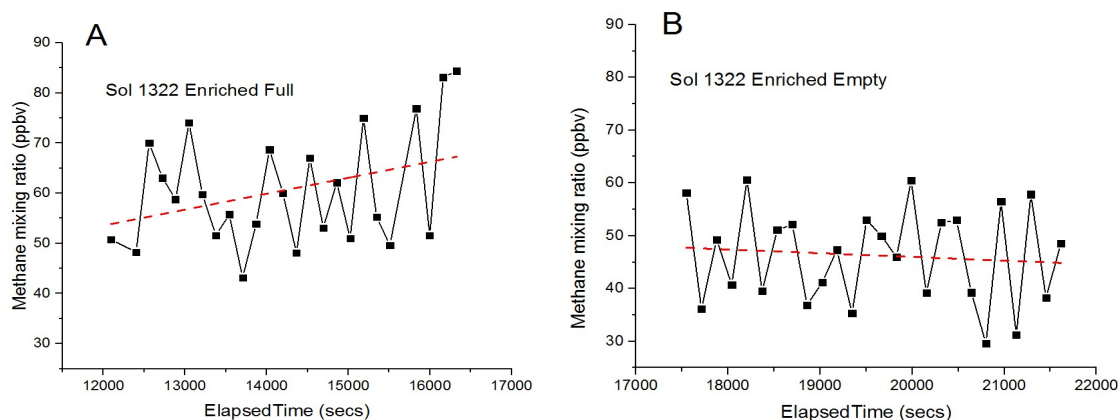 A
Sol 1322 Enriched Full
Methane mixing ratio (ppbv)
90
80
70
60
50
40
30
12000 13000 14000 15000 16000 17000
ElapsedTime (secs)
B
Sol 1322 Enriched Empty
Methane mixing ratio (ppbv)
90
80
70
60
50
40
30
17000 18000 19000 20000 21000 22000
ElapsedTime (secs)